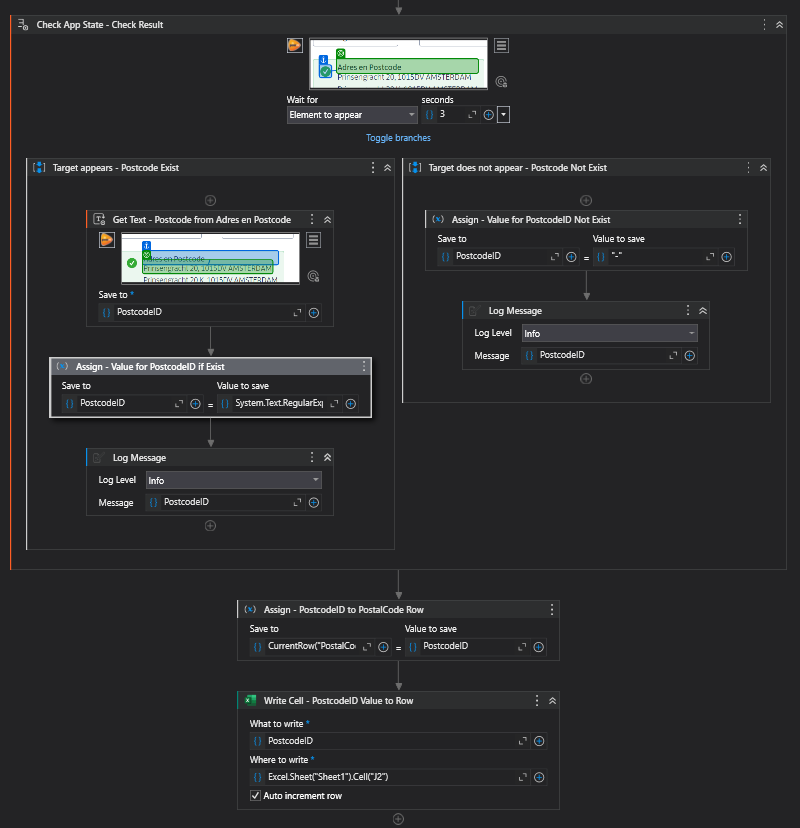 Check App State - Check Result
Adres en Postcode
Prinsengracht 20, 1015DV AMSTERDAM
Wait for
seconds
Element to appear
3
Toggle branches
Target appears - Postcode Exist
Target does not appear - Postcode Not Exist
Get Text - Postcode from Adres en Postcode
Adres en Postcode
Prinsengracht 20, 1015DV AMSTERDAM
Prinsengracht 20 K, 1015DV AMSTERDAM
Save to *
PostcodeID
Assign - Value for PostcodeID if Exist
Save to
Value to save
PostcodeID
=
System.Text.RegularExp
Log Message
Log Level
Info
Message
PostcodeID
Assign - Value for PostcodeID Not Exist
Save to
Value to save
PostcodeID
=
"-"
Log Message
Log Level
Info
Message
PostcodeID
Assign - PostcodeID to PostalCode Row
Save to
Value to save
CurrentRow("PostalCo
=
PostcodeID
Write Cell - PostcodeID Value to Row
What to write *
PostcodeID
Where to write *
Excel.Sheet("Sheet1").Cell("J2")
Auto increment row